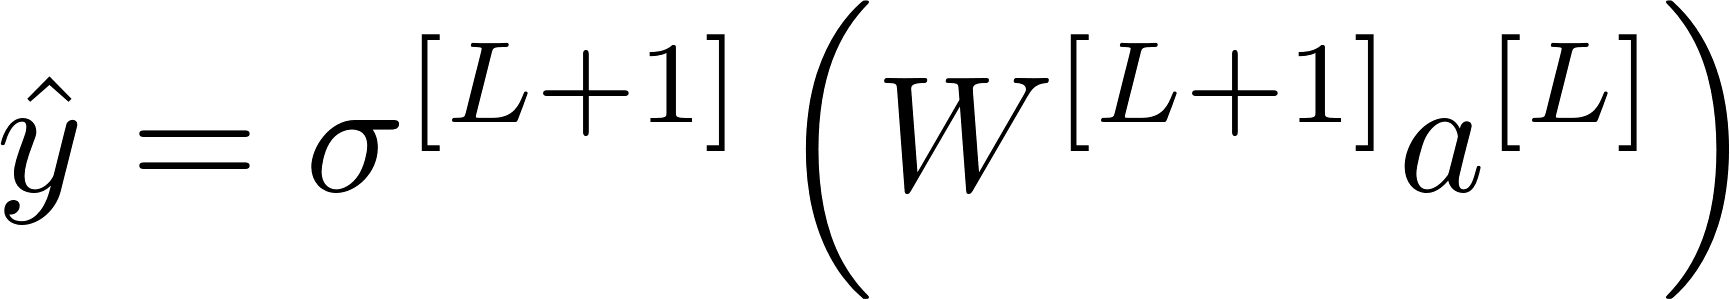 ŷ = σ^{[L+1]} (W^{[L+1]} a^{[L]})